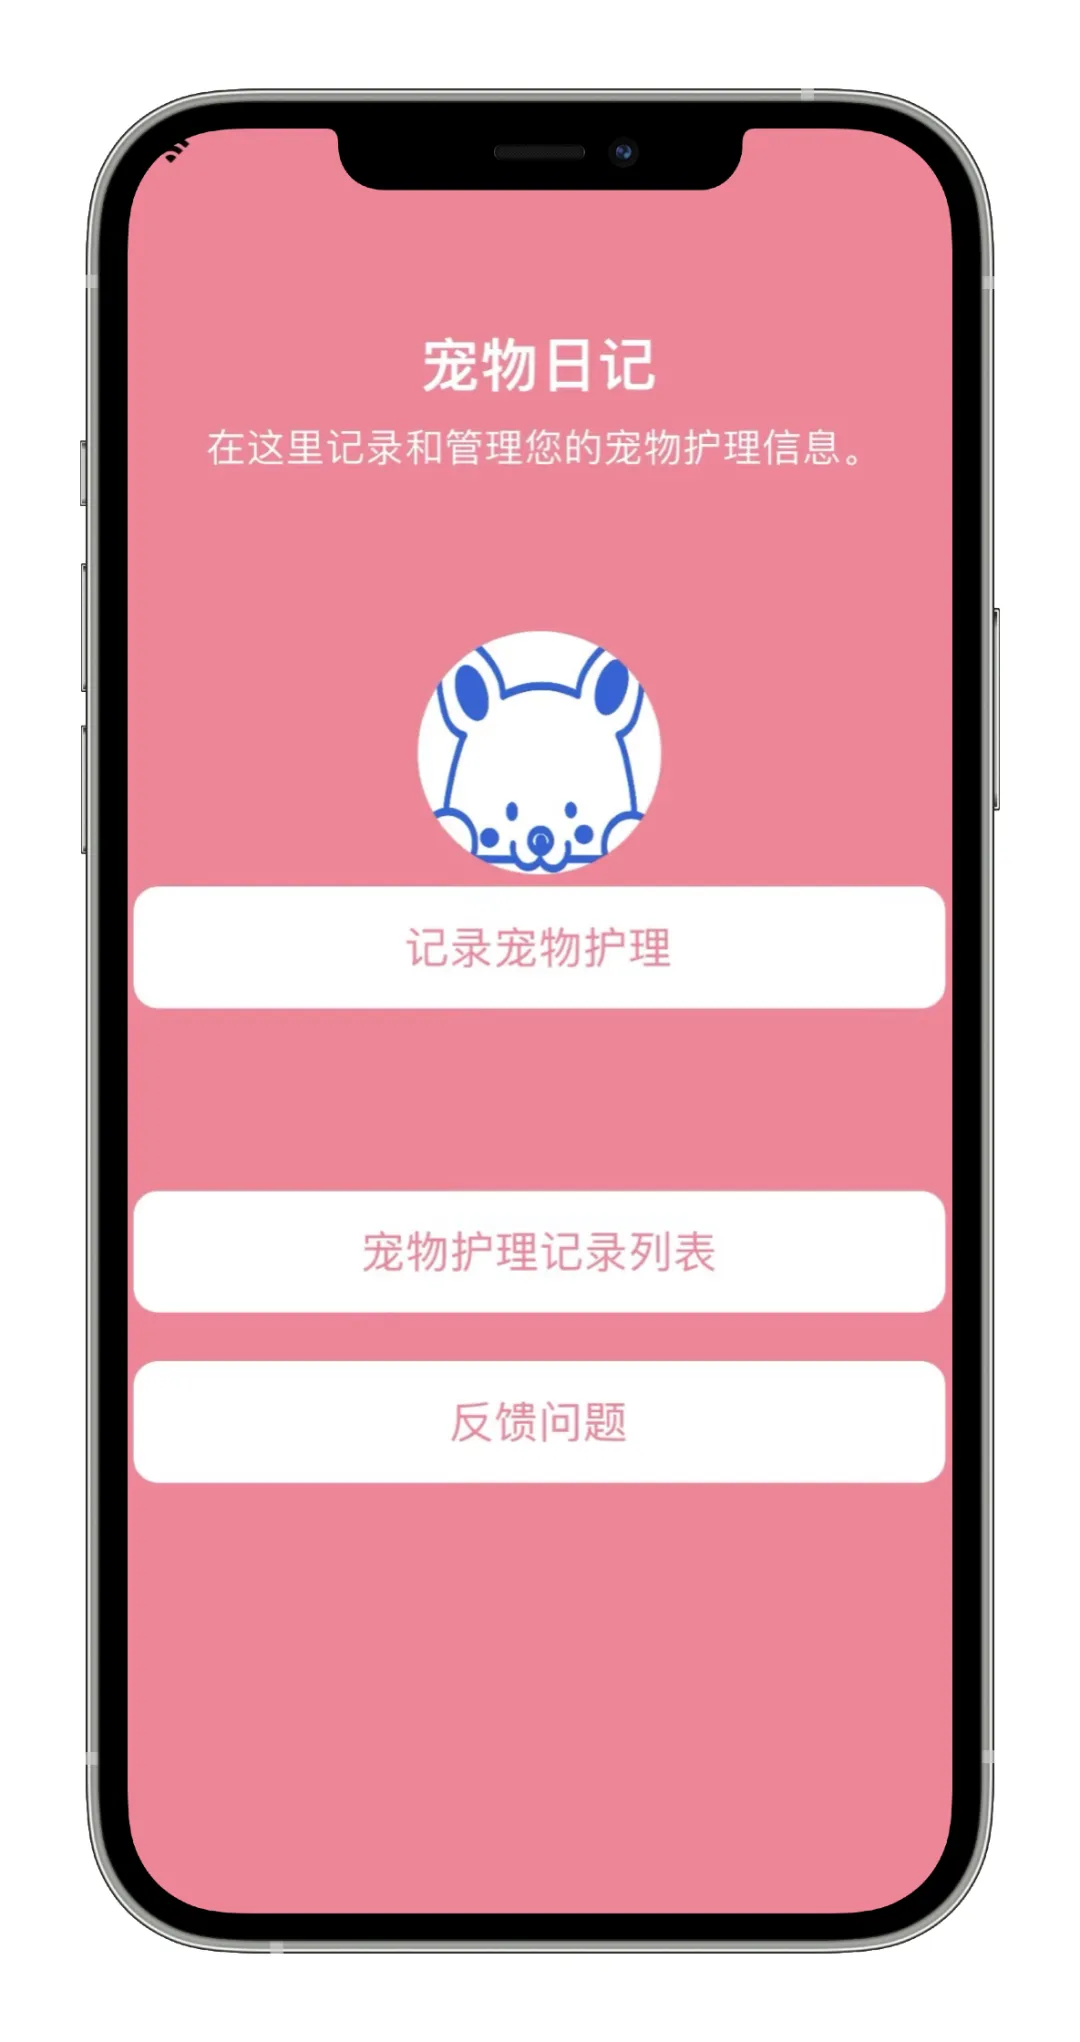 宠物日记
在这里记录和管理您的宠物护理信息。
记录宠物护理
宠物护理记录列表
反馈问题